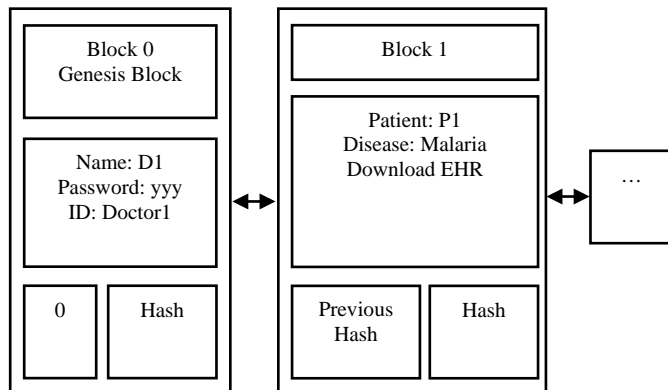 Block 0
Genesis Block
Name: D1
Password: yyy
ID: Doctor1
0
Hash
Block 1
Patient: P1
Disease: Malaria
Download EHR
Previous
Hash
Hash
…